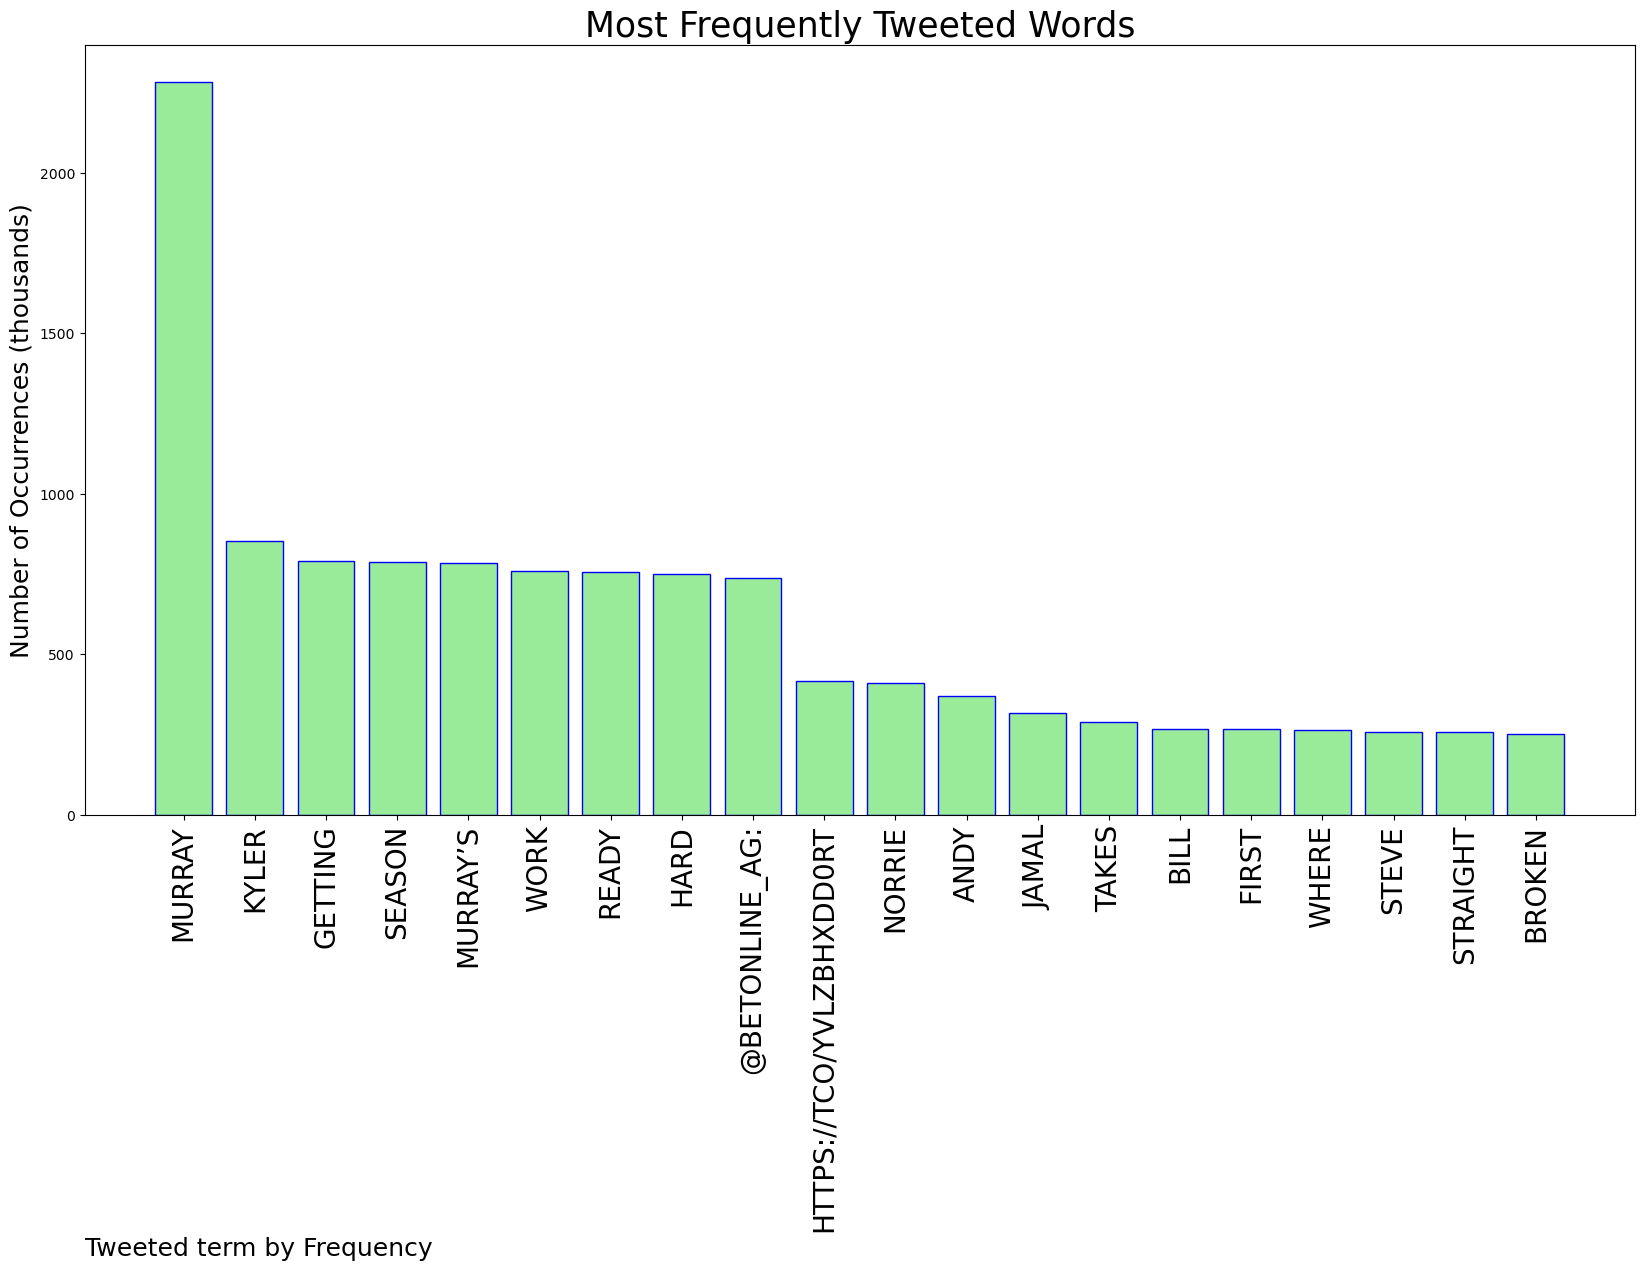 Most Frequently Tweeted Words
Number of Occurrences (thousands)
2000
1500
1000
500
0
MURRAY
KYLER
GETTING
SEASON
MURRAY’S
WORK
READY
HARD
@BETONLINE_AG:
HTTPS://TCO/YVLZBHXDD0RT
NORRIE
ANDY
JAMAL
TAKES
BILL
FIRST
WHERE
STEVE
STRAIGHT
BROKEN
Tweeted term by Frequency